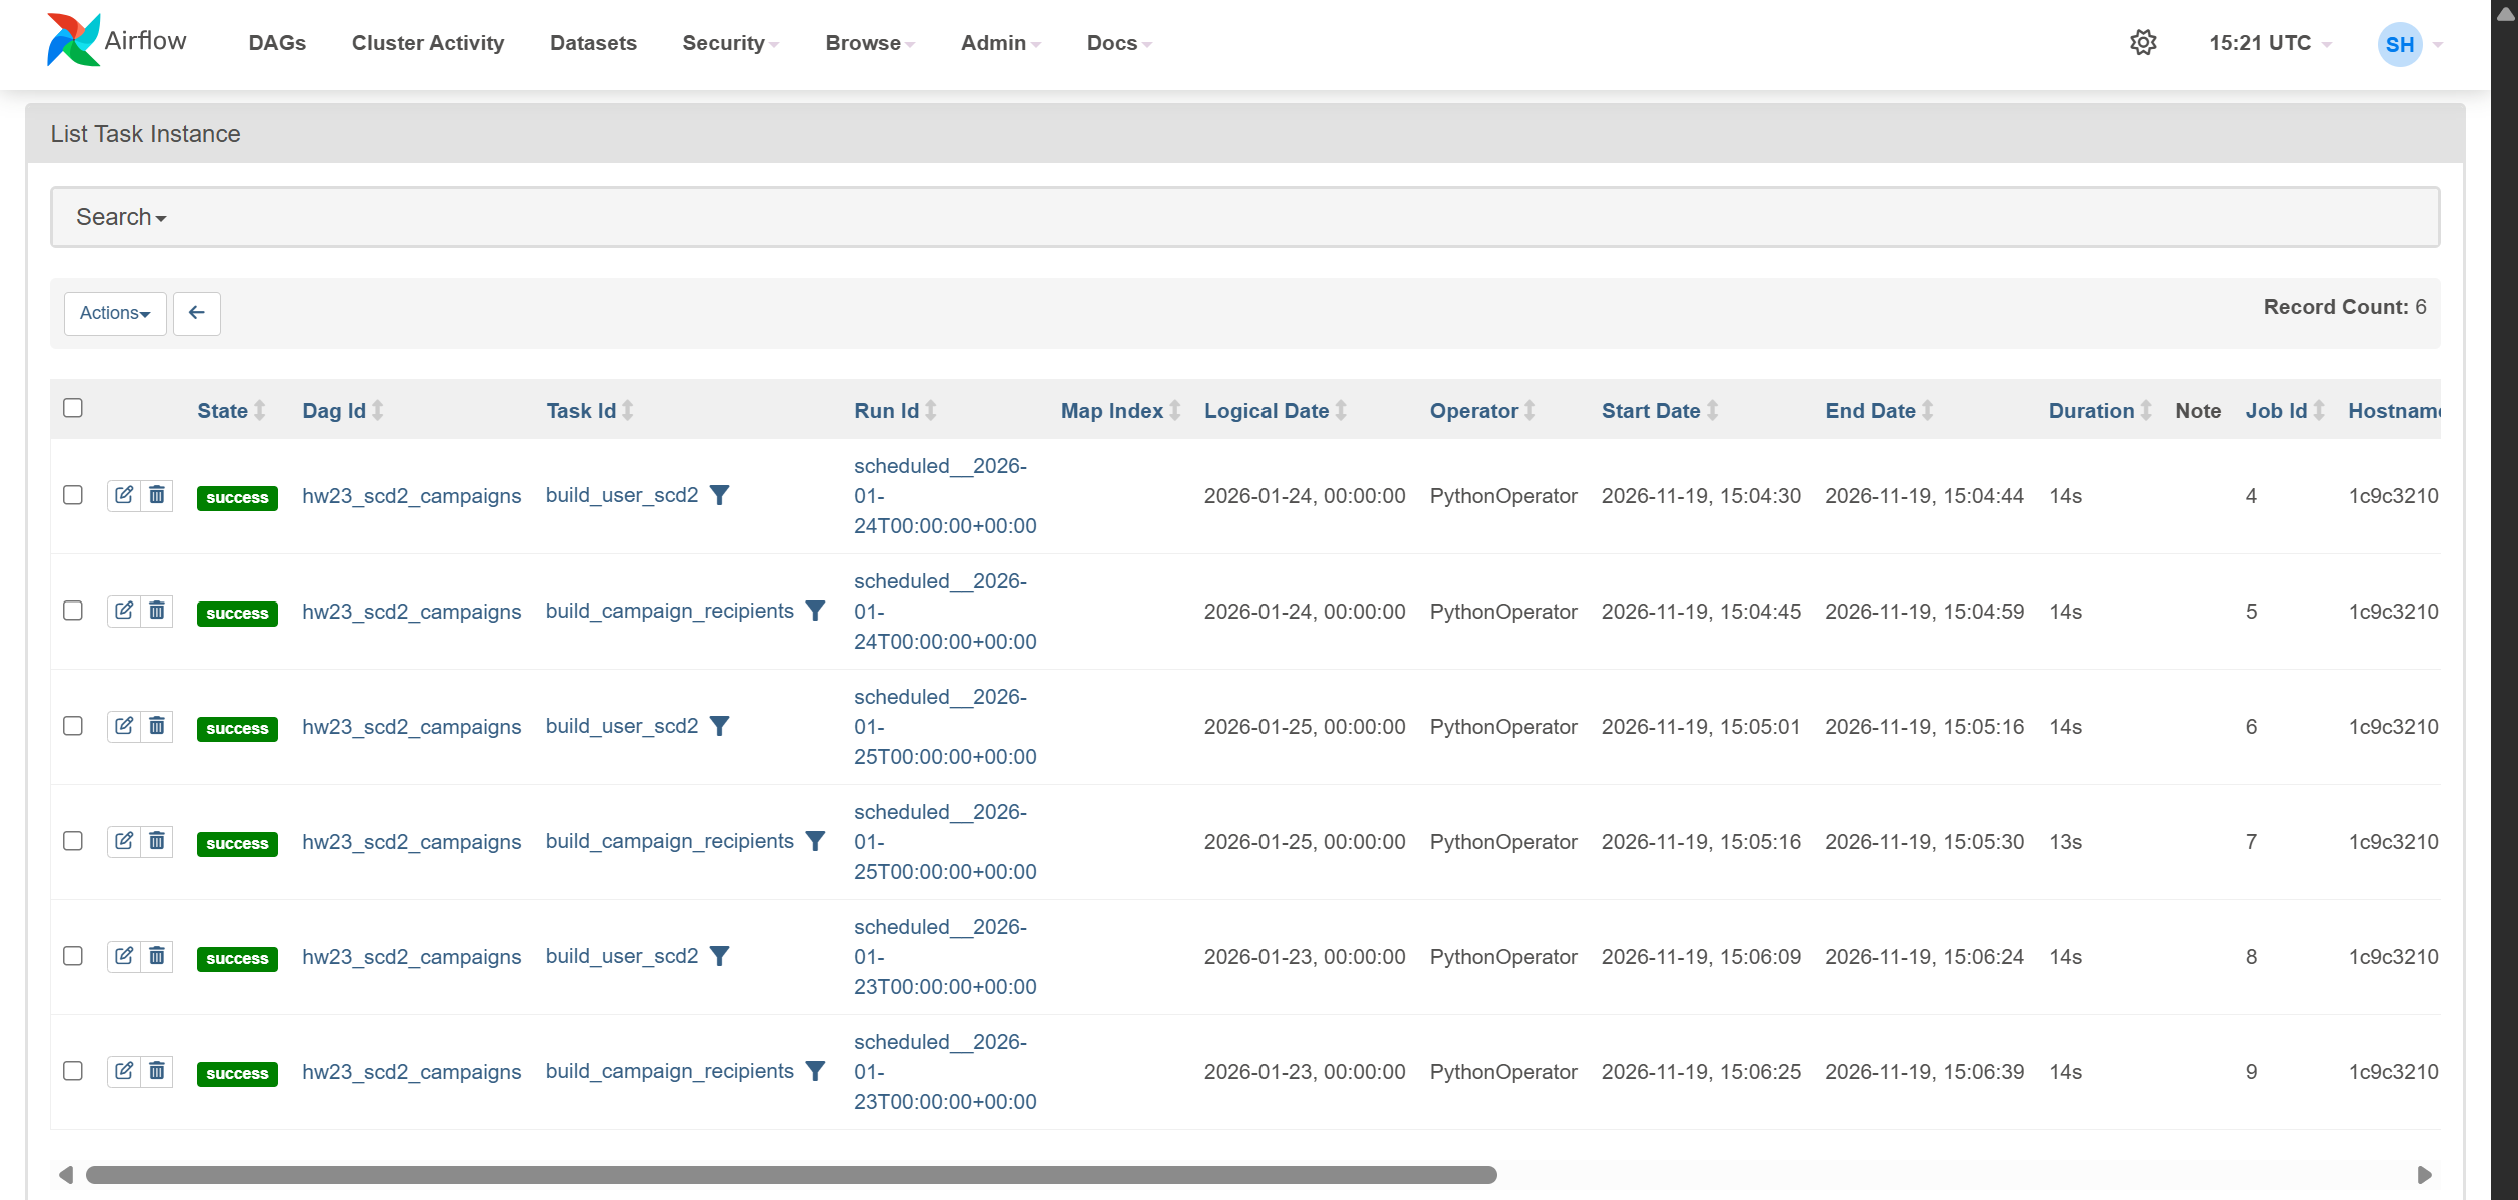 Airflow DAGs Cluster Activity Datasets Security Browse Admin Docs 15:21 UTC SH
List Task Instance
Search
Actions Record Count: 6
State Dag Id Task Id Run Id Map Index Logical Date Operator Start Date End Date Duration Note Job Id Hostname
scheduled__2026-
success hw23_scd2_campaigns build_user_scd2 01- 2026-01-24, 00:00:00 PythonOperator 2026-11-19, 15:04:30 2026-11-19, 15:04:44 14s 4 1c9c3210
24T00:00:00+00:00
scheduled__2026-
success hw23_scd2_campaigns build_campaign_recipients 01- 2026-01-24, 00:00:00 PythonOperator 2026-11-19, 15:04:45 2026-11-19, 15:04:59 14s 5 1c9c3210
24T00:00:00+00:00
scheduled__2026-
success hw23_scd2_campaigns build_user_scd2 01- 2026-01-25, 00:00:00 PythonOperator 2026-11-19, 15:05:01 2026-11-19, 15:05:16 14s 6 1c9c3210
25T00:00:00+00:00
scheduled__2026-
success hw23_scd2_campaigns build_campaign_recipients 01- 2026-01-25, 00:00:00 PythonOperator 2026-11-19, 15:05:16 2026-11-19, 15:05:30 13s 7 1c9c3210
25T00:00:00+00:00
scheduled__2026-
success hw23_scd2_campaigns build_user_scd2 01- 2026-01-23, 00:00:00 PythonOperator 2026-11-19, 15:06:09 2026-11-19, 15:06:24 14s 8 1c9c3210
23T00:00:00+00:00
scheduled__2026-
success hw23_scd2_campaigns build_campaign_recipients 01- 2026-01-23, 00:00:00 PythonOperator 2026-11-19, 15:06:25 2026-11-19, 15:06:39 14s 9 1c9c3210
23T00:00:00+00:00